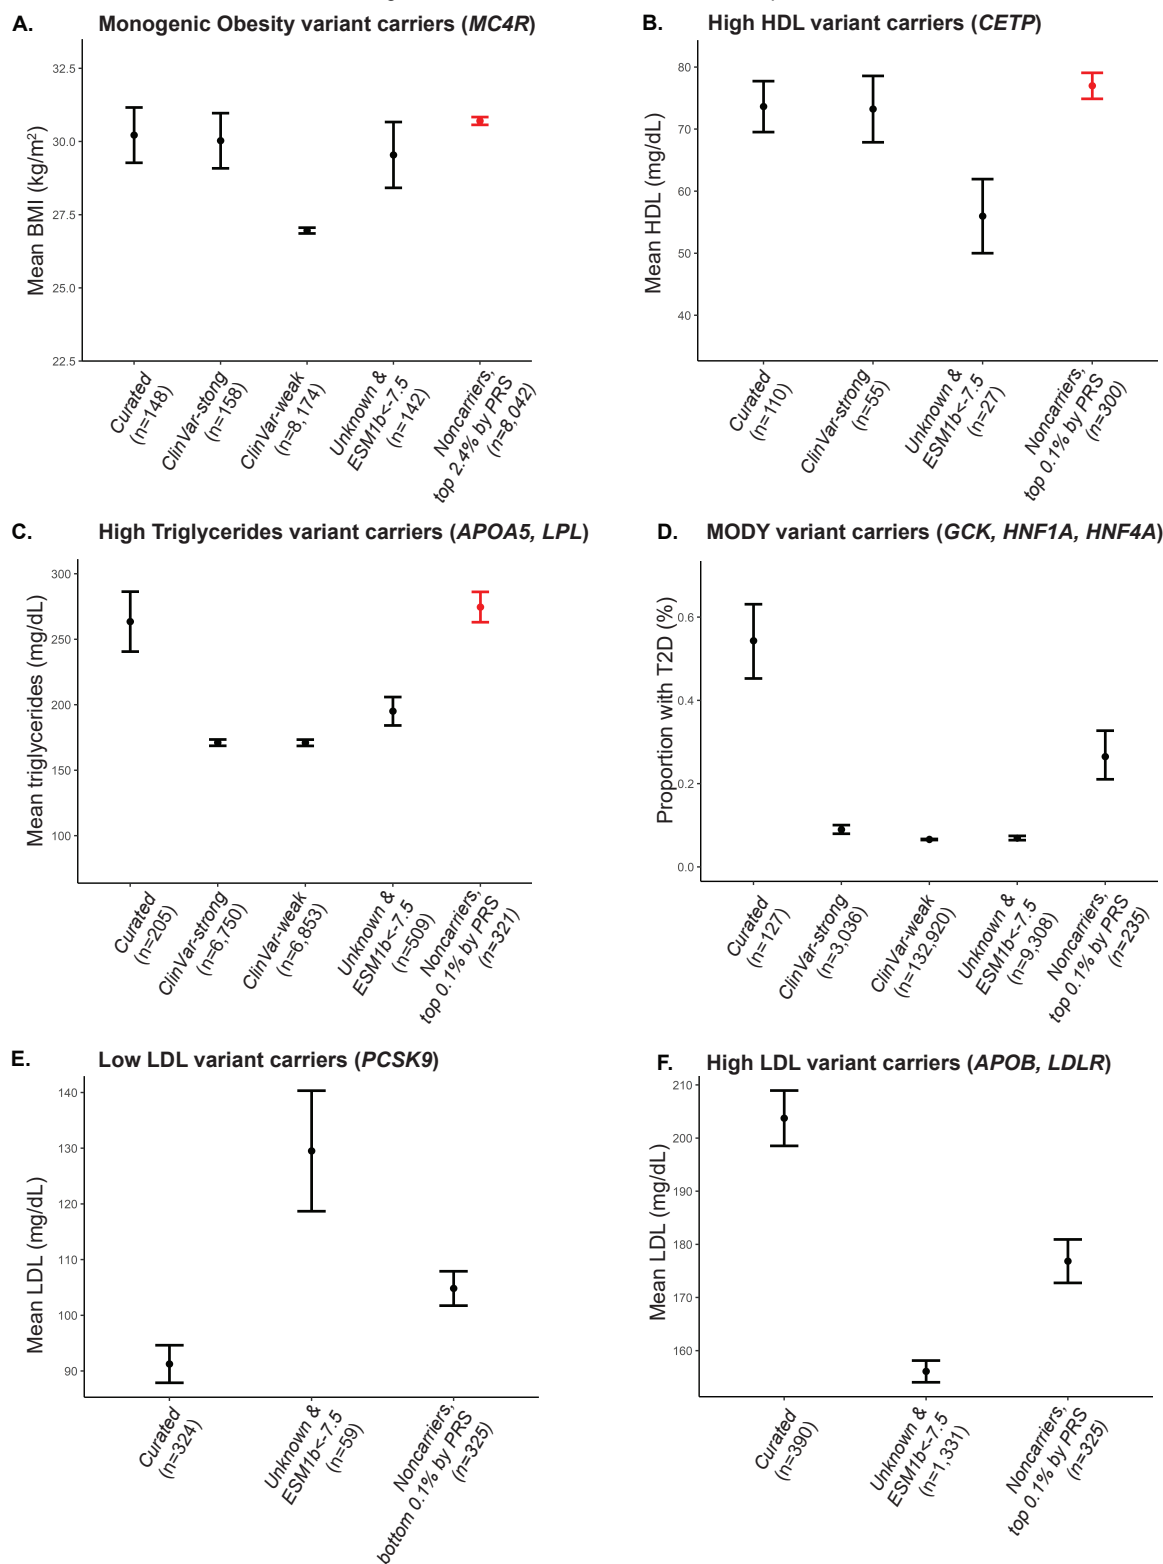 A. Monogenic Obesity variant carriers (MC4R)
Mean BMI (kg/m²)
32.5
30.0
27.5
25.0
22.5
Curated
(n=148)
ClinVar-stong
(n=158)
ClinVar-weak
(n=8,174)
Unknown &
ESM1b<-7.5
(n=142)
Noncarriers,
top 2.4% by PRS
(n=8,042)
B. High HDL variant carriers (CETP)
Mean HDL (mg/dL)
80
70
60
50
40
Curated
(n=110)
ClinVar-strong
(n=55)
Unknown &
ESM1b<-7.5
(n=27)
Noncarriers,
top 0.1% by PRS
(n=300)
C. High Triglycerides variant carriers (APOA5, LPL)
Mean triglycerides (mg/dL)
300
250
200
150
100
Curated
(n=205)
ClinVar-strong
(n=6,750)
ClinVar-weak
(n=6,853)
Unknown &
ESM1b<-7.5
(n=509)
Noncarriers,
top 0.1% by PRS
(n=321)
D. MODY variant carriers (GCK, HNF1A, HNF4A)
Proportion with T2D (%)
0.6
0.4
0.2
0.0
Curated
(n=127)
ClinVar-strong
(n=3,036)
ClinVar-weak
(n=132,920)
Unknown &
ESM1b<-7.5
(n=9,308)
Noncarriers,
top 0.1% by PRS
(n=235)
E. Low LDL variant carriers (PCSK9)
Mean LDL (mg/dL)
140
130
120
110
100
90
Curated
(n=324)
Unknown &
ESM1b<-7.5
(n=59)
Noncarriers,
bottom 0.1% by PRS
(n=325)
F. High LDL variant carriers (APOB, LDLR)
Mean LDL (mg/dL)
210
200
190
180
170
160
Curated
(n=390)
Unknown &
ESM1b<-7.5
(n=1,331)
Noncarriers,
top 0.1% by PRS
(n=325)